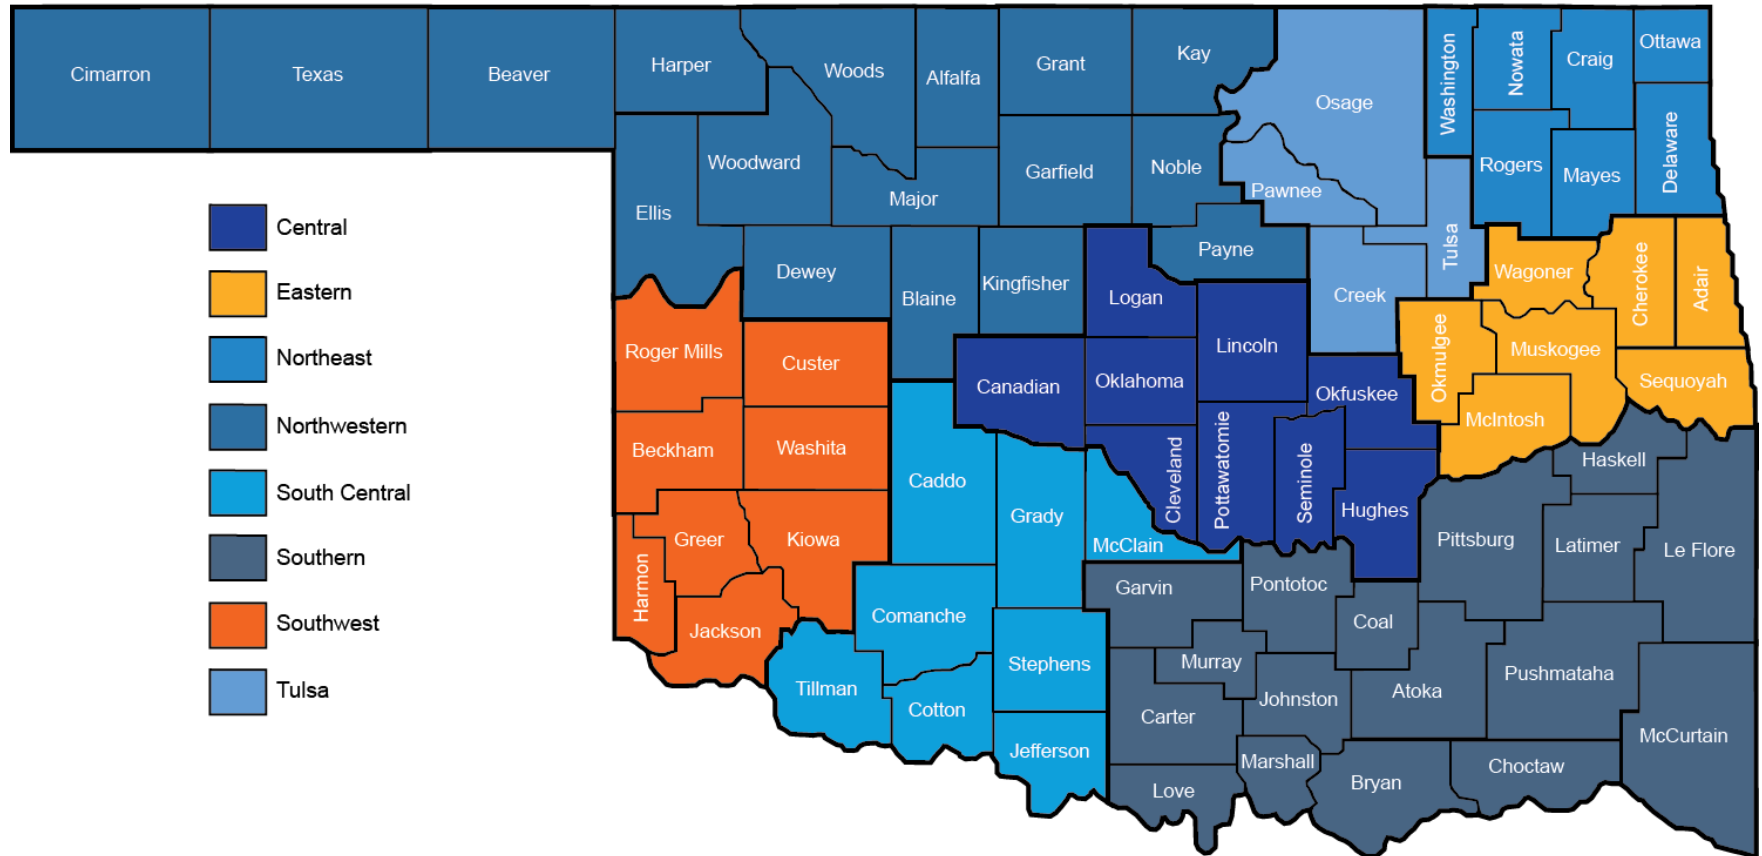 Cimarron
Texas
Beaver
Harper
Woods
Alfalfa
Grant
Kay
Osage
Washington
Nowata
Craig
Ottawa
Woodward
Ellis
Major
Garfield
Noble
Pawnee
Rogers
Mayes
Delaware
Dewey
Blaine
Kingfisher
Logan
Payne
Creek
Tulsa
Wagoner
Cherokee
Adair
Roger Mills
Custer
Canadian
Oklahoma
Lincoln
Okfuskee
Okmulgee
Muskogee
Sequoyah
McIntosh
Beckham
Washita
Caddo
Grady
McClain
Cleveland
Pottawatomie
Seminole
Hughes
Pittsburg
Haskell
Latimer
Le Flore
Harmon
Greer
Kiowa
Jackson
Comanche
Tillman
Cotton
Stephens
Jefferson
Garvin
Pontotoc
Coal
Murray
Carter
Johnston
Atoka
Pushmataha
McCurtain
Love
Marshall
Bryan
Choctaw
Central
Eastern
Northeast
Northwestern
South Central
Southern
Southwest
Tulsa